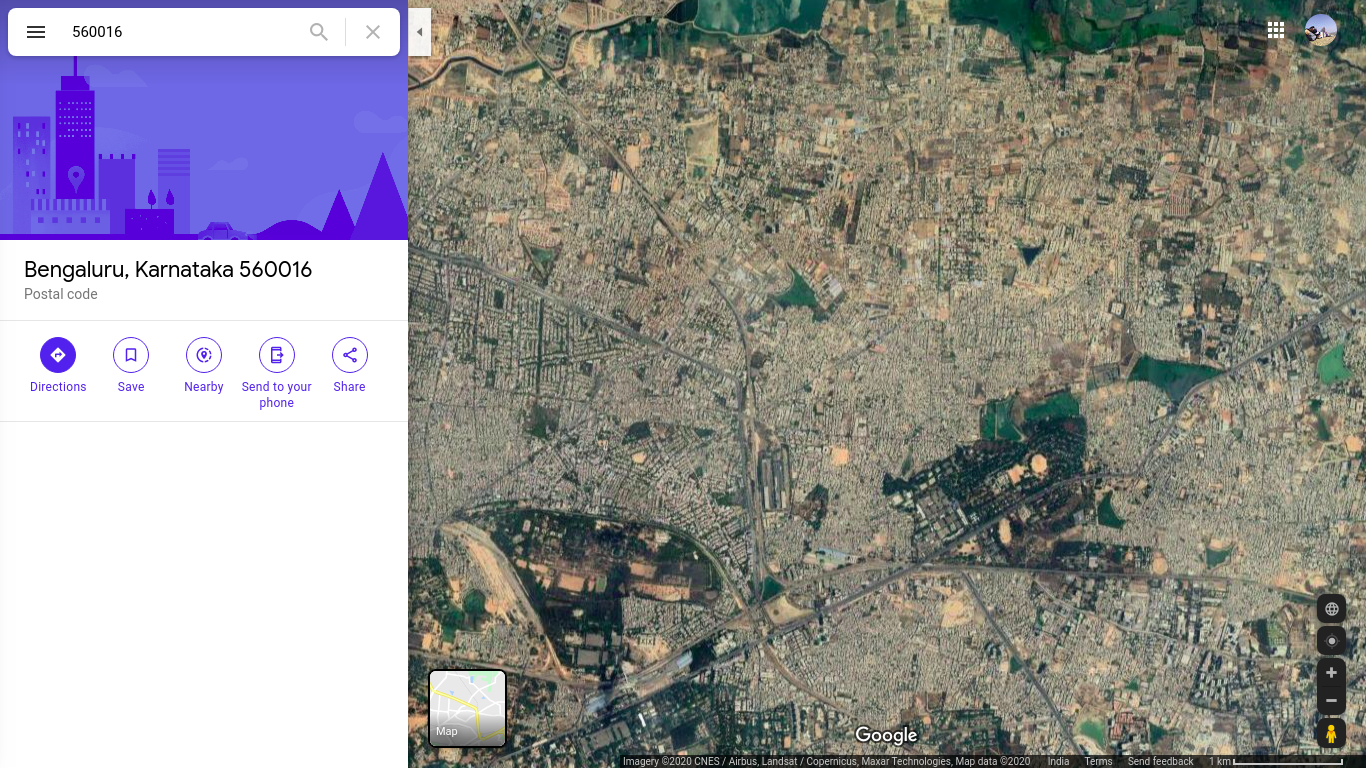 560016
Bengaluru, Karnataka 560016
Postal code
Directions
Save
Nearby
Send to your
phone
Share
Map
Google
Imagery ©2020 CNES / Airbus, Landsat / Copernicus, Maxar Technologies, Map data ©2020 India Terms Send feedback 1 km